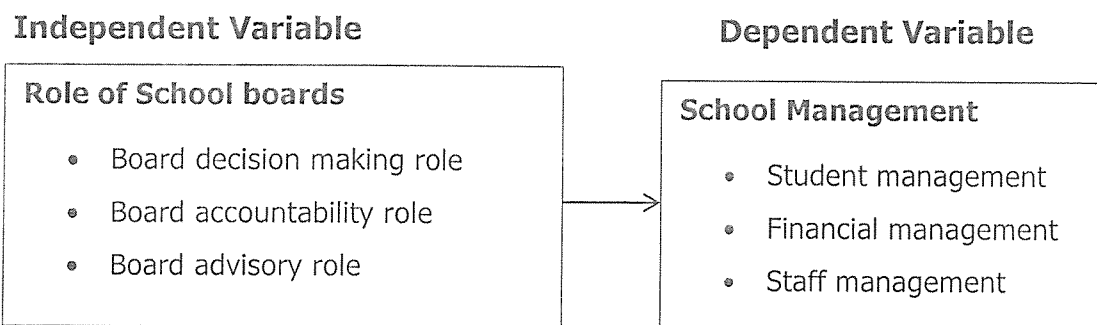 Independent Variable
Dependent Variable
Role of School boards
• Board decision making role
• Board accountability role
• Board advisory role
School Management
• Student management
• Financial management
• Staff management